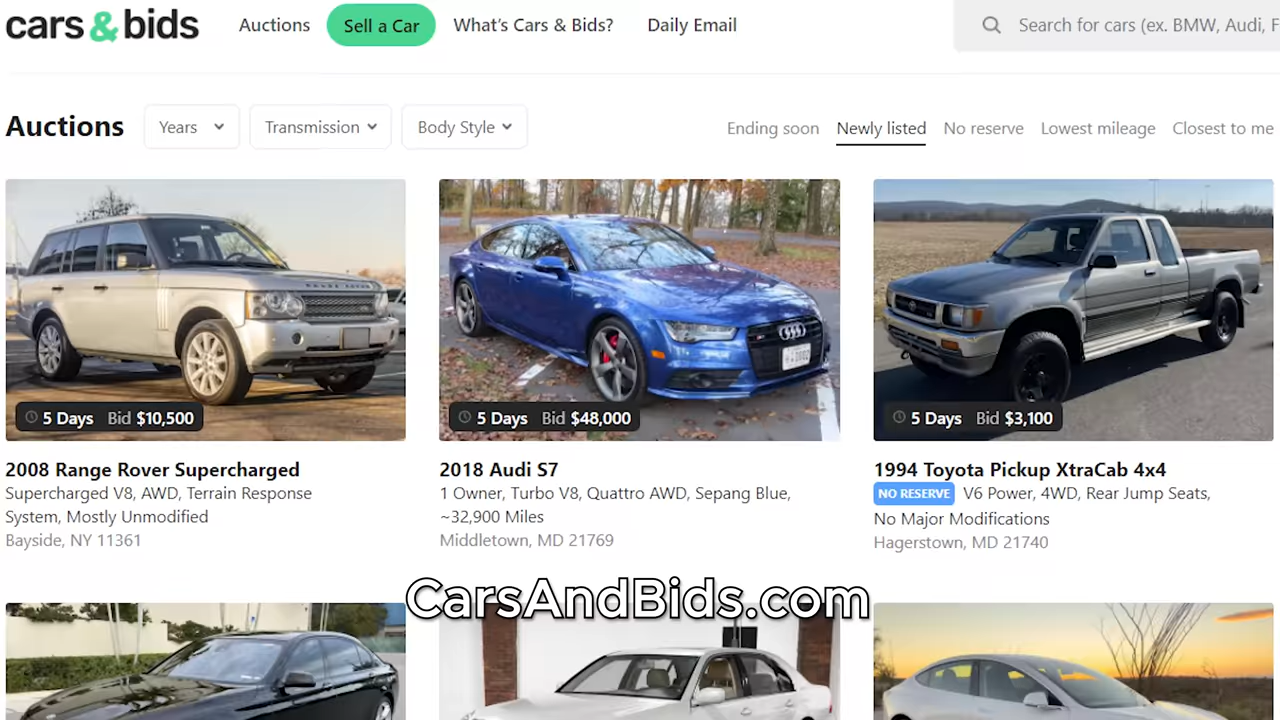 cars & bids
Auctions
Sell a Car
What's Cars & Bids?
Daily Email
Search for cars (ex. BMW, Audi, F
Auctions
Years
Transmission
Body Style
Ending soon
Newly listed
No reserve
Lowest mileage
Closest to me
5 Days Bid $10,500
5 Days Bid $48,000
5 Days Bid $3,100
2008 Range Rover Supercharged
Supercharged V8, AWD, Terrain Response
System, Mostly Unmodified
Bayside, NY 11361
2018 Audi S7
1 Owner, Turbo V8, Quattro AWD, Sepang Blue,
~32,900 Miles
Middletown, MD 21769
1994 Toyota Pickup XtraCab 4x4
NO RESERVE V6 Power, 4WD, Rear Jump Seats,
No Major Modifications
Hagerstown, MD 21740
CarsAndBids.com